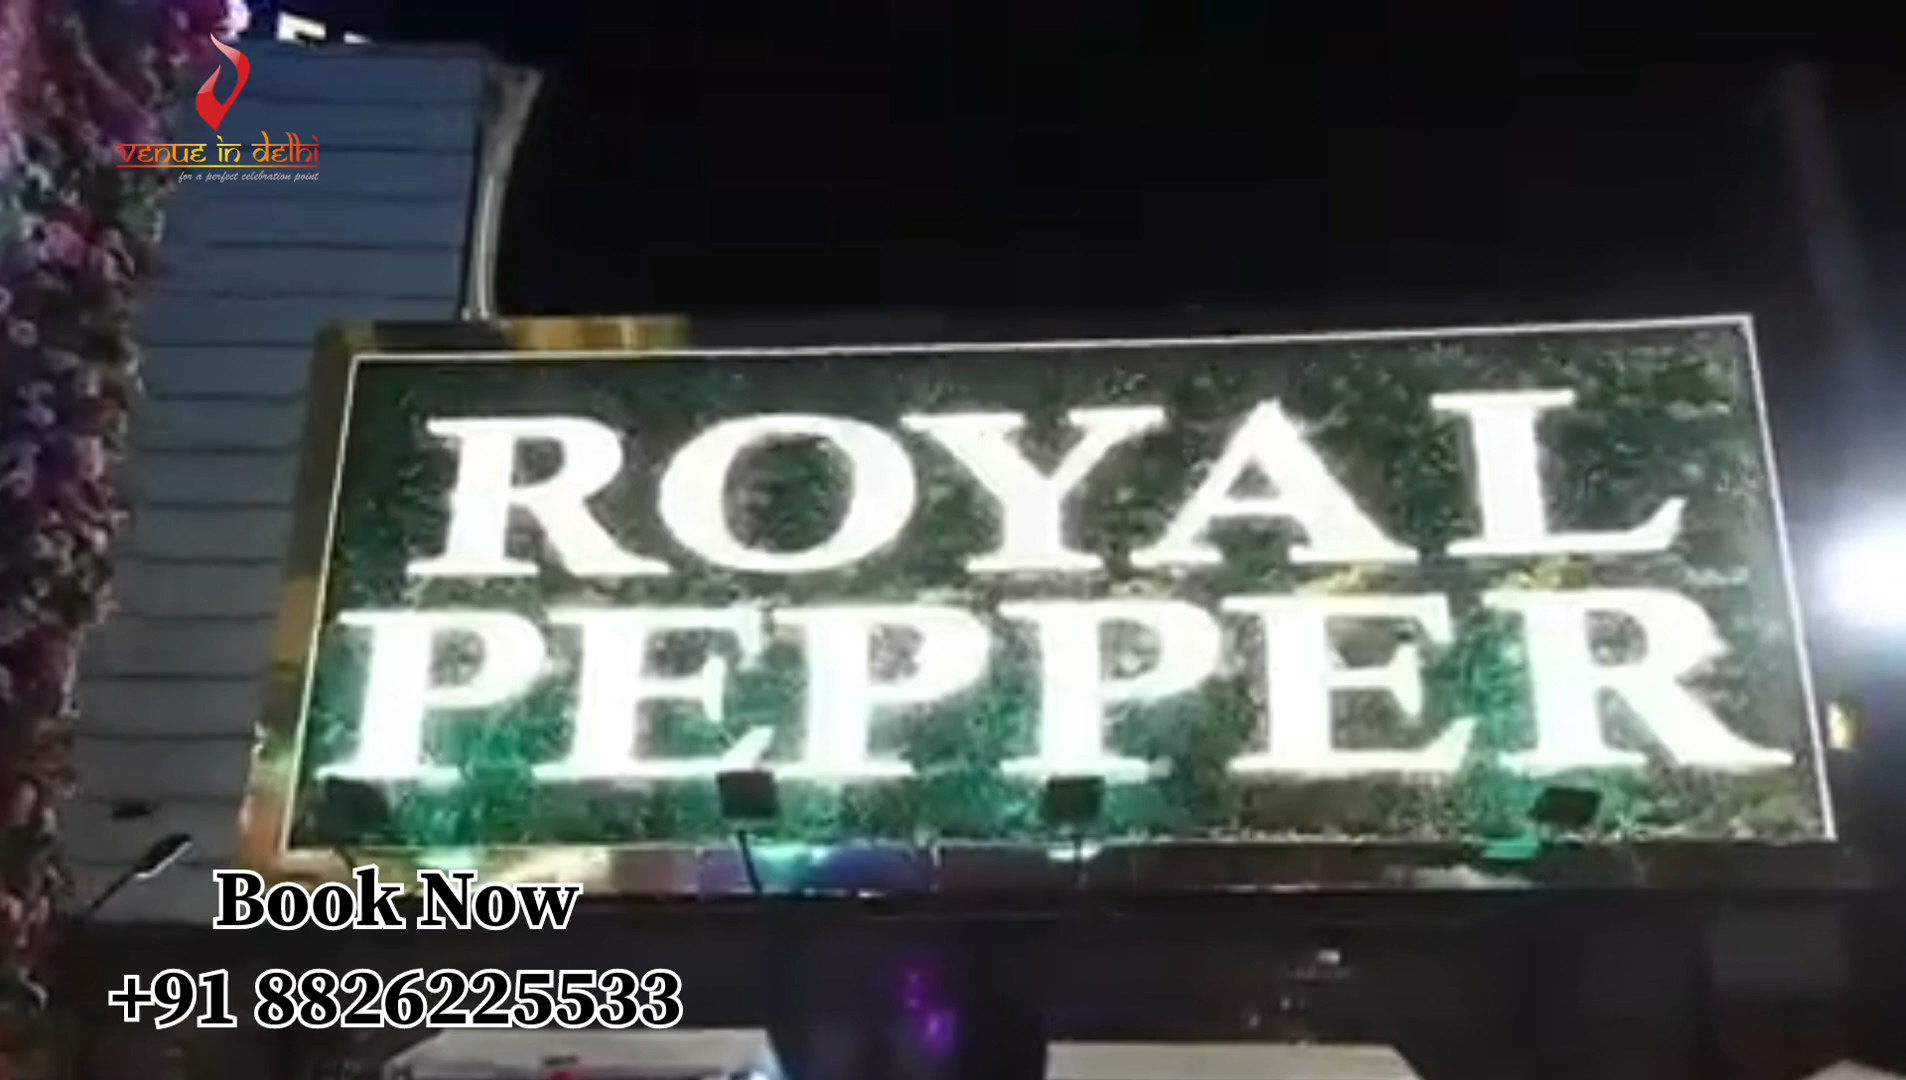 venue in delhi
for a perfect celebration point
ROYAL
PEPPER
Book Now
+91 8826225533